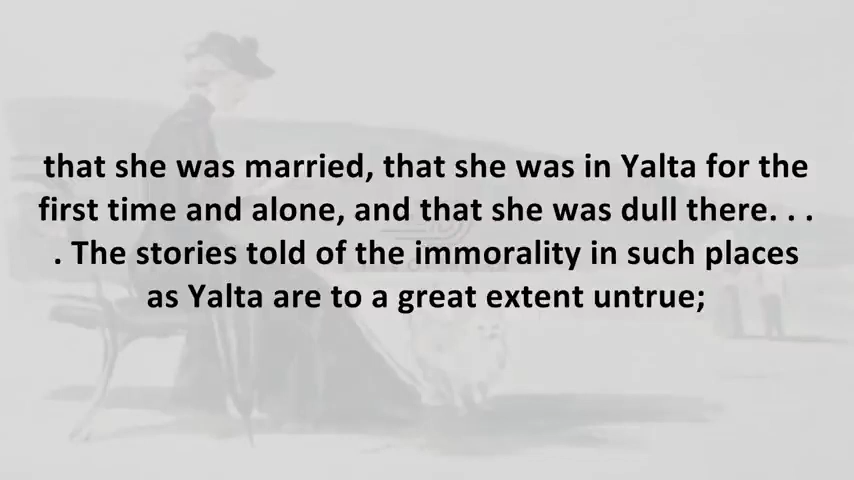 that she was married, that she was in Yalta for the
first time and alone, and that she was dull there. . .
. The stories told of the immorality in such places
as Yalta are to a great extent untrue;